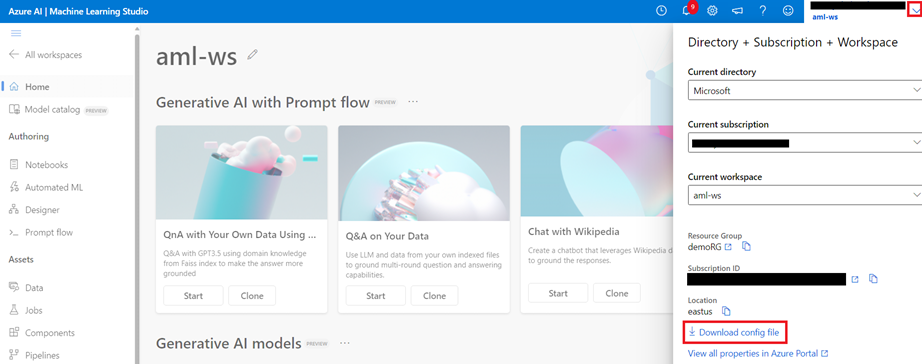 Azure AI | Machine Learning Studio
9
aml-ws
All workspaces
Home
Model catalog PREVIEW
Authoring
Notebooks
Automated ML
Designer
Prompt flow
Assets
Data
Jobs
Components
Pipelines
aml-ws
Generative AI with Prompt flow PREVIEW ...
QnA with Your Own Data Using ...
Q&A with GPT3.5 using domain knowledge
from Faiss index to make the answer more
grounded
Start Clone
Q&A on Your Data
Use LLM and data from your own indexed files
to ground multi-round question and answering
capabilities.
Start Clone
Chat with Wikipedia
Create a chatbot that leverages Wikipedia d
to ground the responses.
Start Clone
Generative AI models PREVIEW ...
Directory + Subscription + Workspace
Current directory
Microsoft
Current subscription
Current workspace
aml-ws
Resource Group
demoRG
Subscription ID
Location
eastus
Download config file
View all properties in Azure Portal